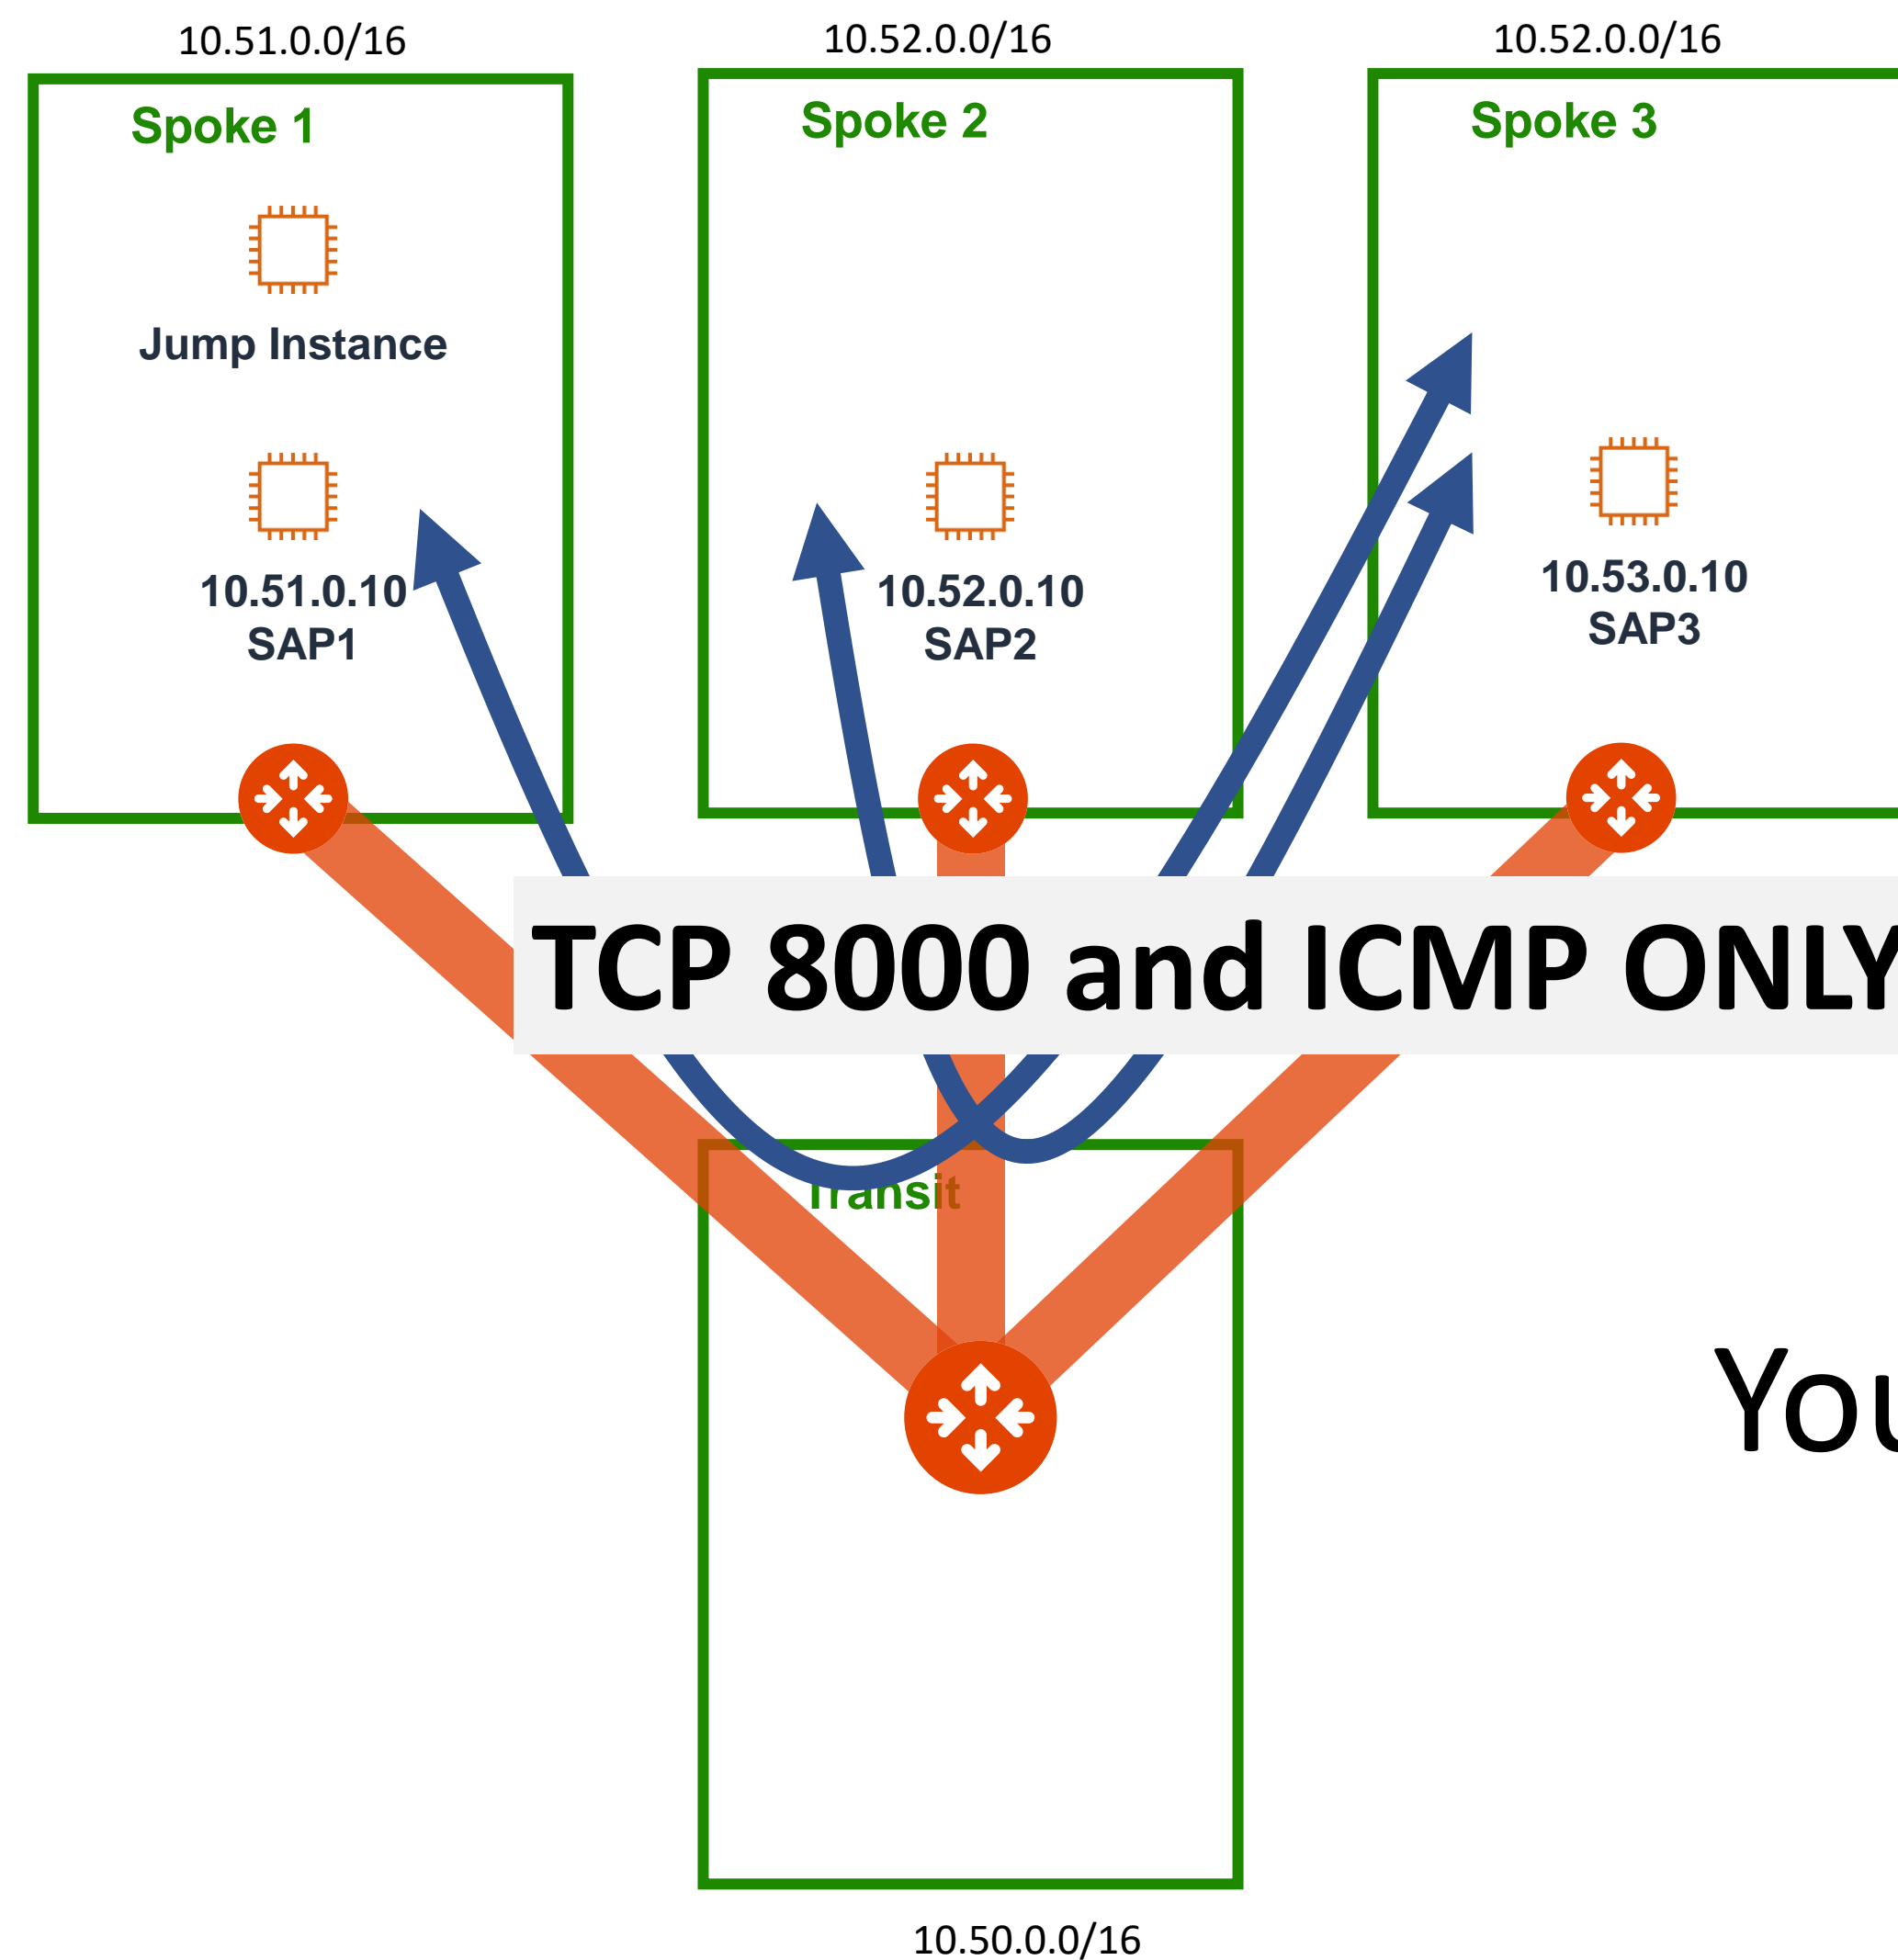 10.51.0.0/16
10.52.0.0/16
10.52.0.0/16
Spoke 1
Spoke 2
Spoke 3
Jump Instance
10.51.0.10
SAP1
10.52.0.10
SAP2
10.53.0.10
SAP3
TCP 8000 and ICMP ONLY
Transit
You
10.50.0.0/16